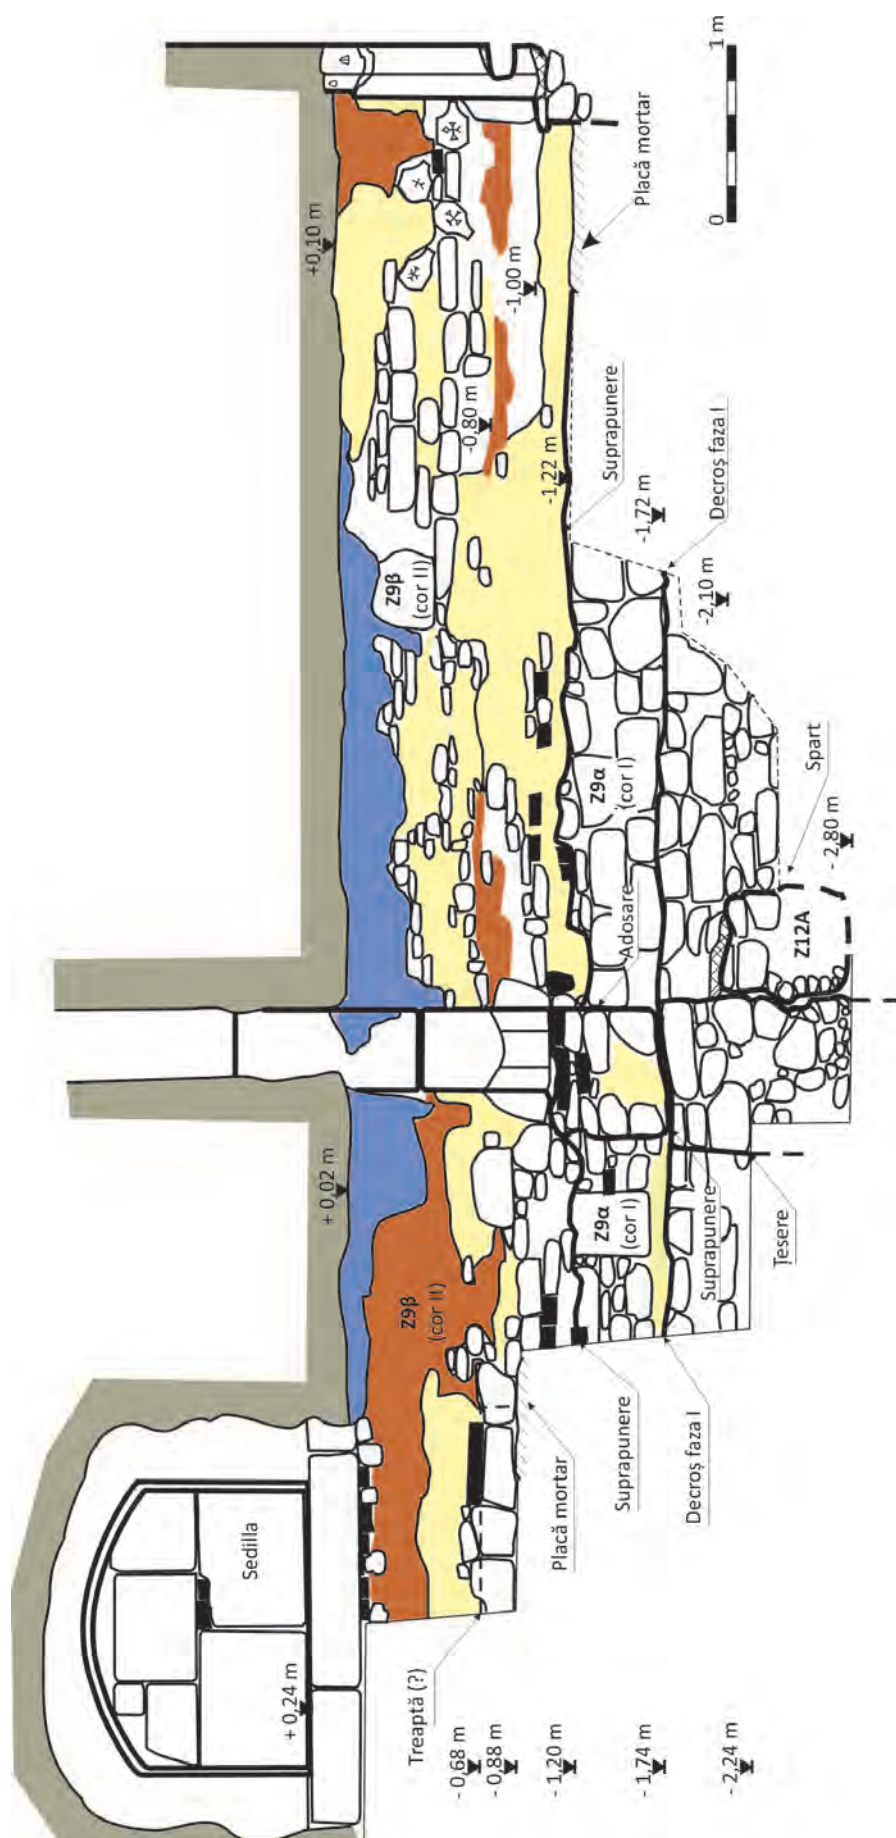 Sedilla
+ 0,24 m
Treaptă (?)
- 0,68 m
- 0,88 m
- 1,20 m
- 1,74 m
- 2,24 m
+ 0,02 m
Z9β
(cor II)
Z9α
(cor I)
Placă mortar
Suprapunere
Decroș faza I
Suprapunere
Țesere
Adosare
Z9α
(cor I)
Z12A
- 2,80 m
Spart
Z9β
(cor II)
+0,10 m
-0,80 m
-1,00 m
-1,22 m
-1,72 m
-2,10 m
Suprapunere
Decroș faza I
Placă mortar
0
1 m